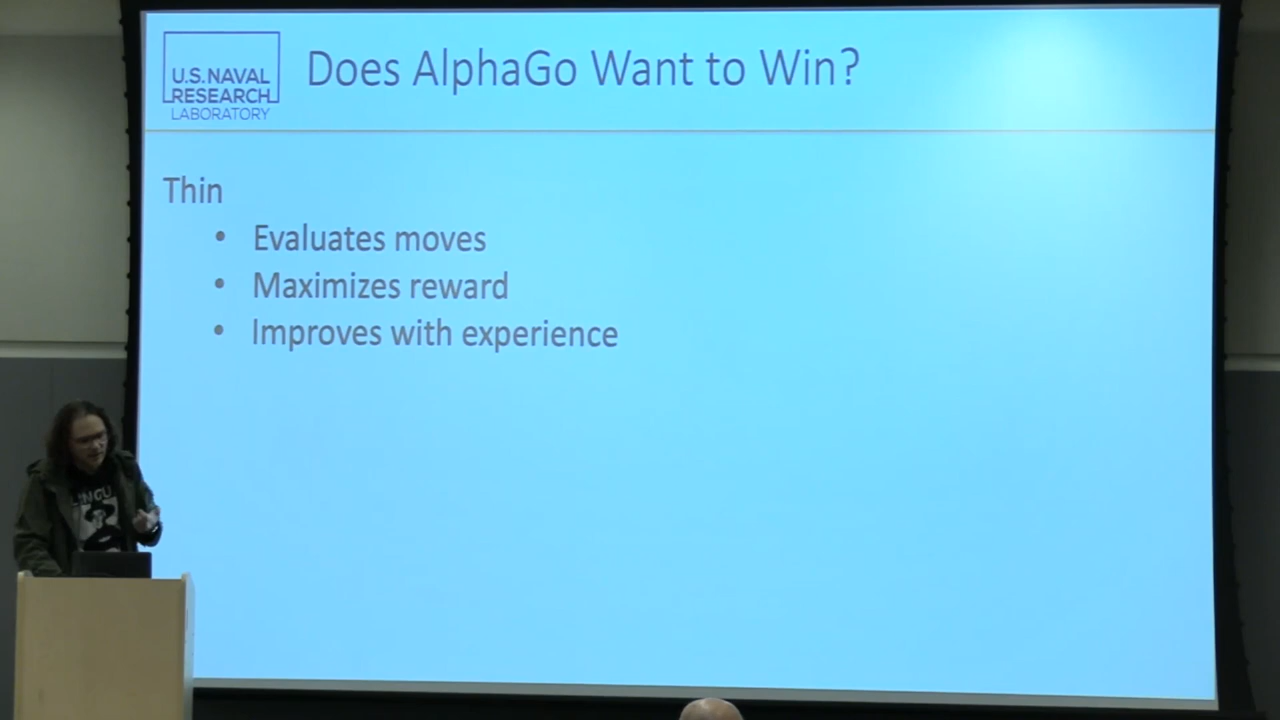 U.S. NAVAL
RESEARCH
LABORATORY
Does AlphaGo Want to Win?
Thin
• Evaluates moves
• Maximizes reward
• Improves with experience